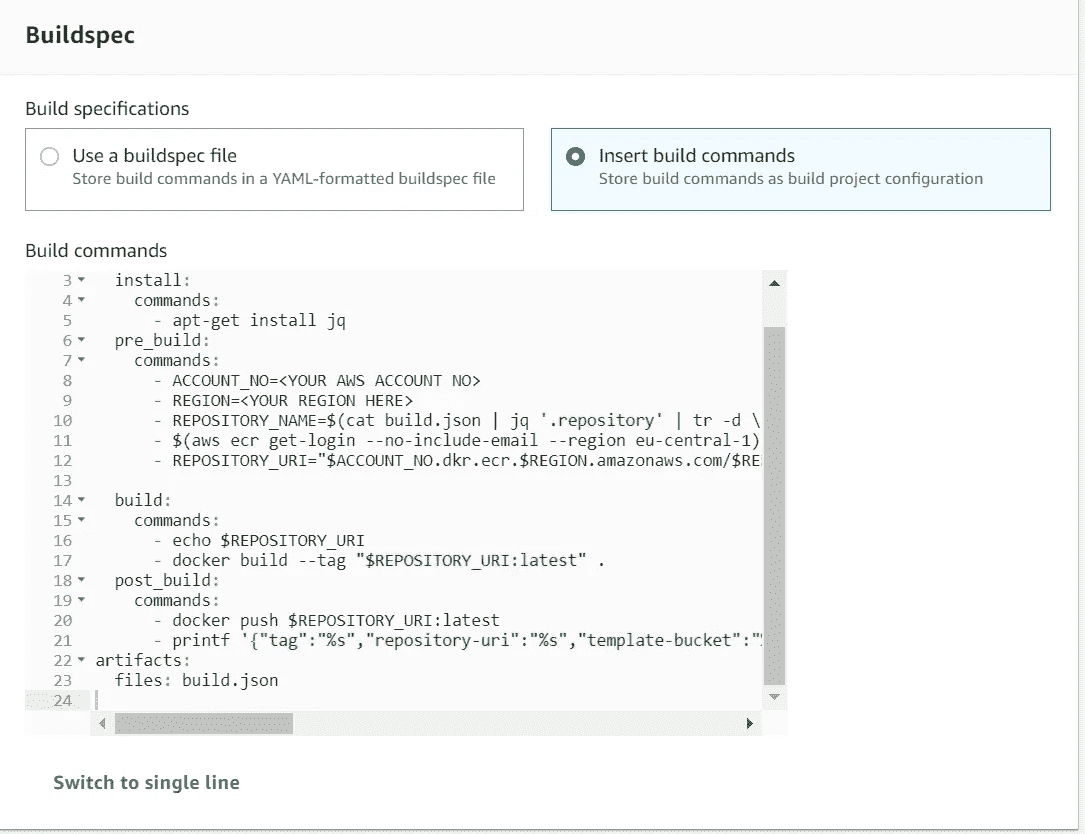 Buildspec
Build specifications
Use a buildspec file
Store build commands in a YAML-formatted buildspec file
Insert build commands
Store build commands as build project configuration
Build commands
3 install:
4 commands:
5 - apt-get install jq
6 pre_build:
7 commands:
8 - ACCOUNT_NO=<YOUR AWS ACCOUNT NO>
9 - REGION=<YOUR REGION HERE>
10 - REPOSITORY_NAME=$(cat build.json | jq '.repository' | tr -d \
11 - $(aws ecr get-login --no-include-email --region eu-central-1)
12 - REPOSITORY_URI="$ACCOUNT_NO.dkr.ecr.$REGION.amazonaws.com/$RE
13
14 build:
15 commands:
16 - echo $REPOSITORY_URI
17 - docker build --tag "$REPOSITORY_URI:latest" .
18 post_build:
19 commands:
20 - docker push $REPOSITORY_URI:latest
21 - printf '{"tag":"%s","repository-uri":"%s","template-bucket":"
22 artifacts:
23 files: build.json
24
Switch to single line